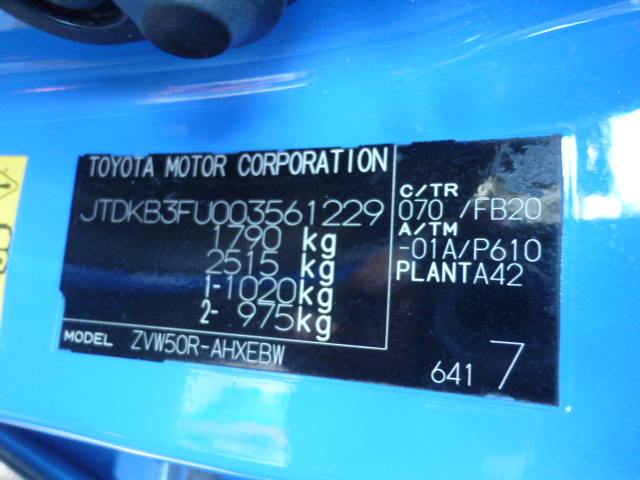 TOYOTA MOTOR CORPORATION
JTDKB3FU003561229
1790 kg
2515 kg
1-1020kg
2- 975kg
MODEL ZVW50R-AHXEBW
C/TR
070 /FB20
A/TM
-01A/P610
PLANTA42
641 7